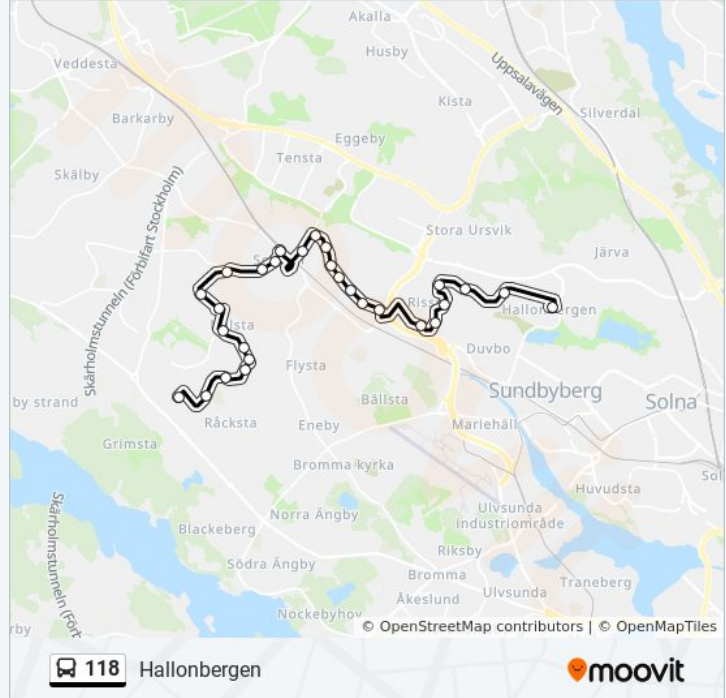 Akalla
Veddesta
Husby
Uppsalavägen
Kista
Silverdal
Barkarby
Eggeby
Tensta
Skälby
Skärholmstunneln (Förbifart Stockholm)
Stora Ursvik
Järva
Hallonbergen
Duvbo
Flysta
Sundbyberg
Solna
by strand
Bällsta
Råcksta
Eneby
Mariehäll
Grimsta
Bromma kyrka
Huvudsta
Norra Ängby
Ulvsunda
industriområde
Blackeberg
Riksby
Södra Ängby
Bromma
Traneberg
Åkeslund
Ulvsunda
Nockebyhov
© OpenStreetMap contributors | © OpenMapTiles
118 Hallonbergen
moovit